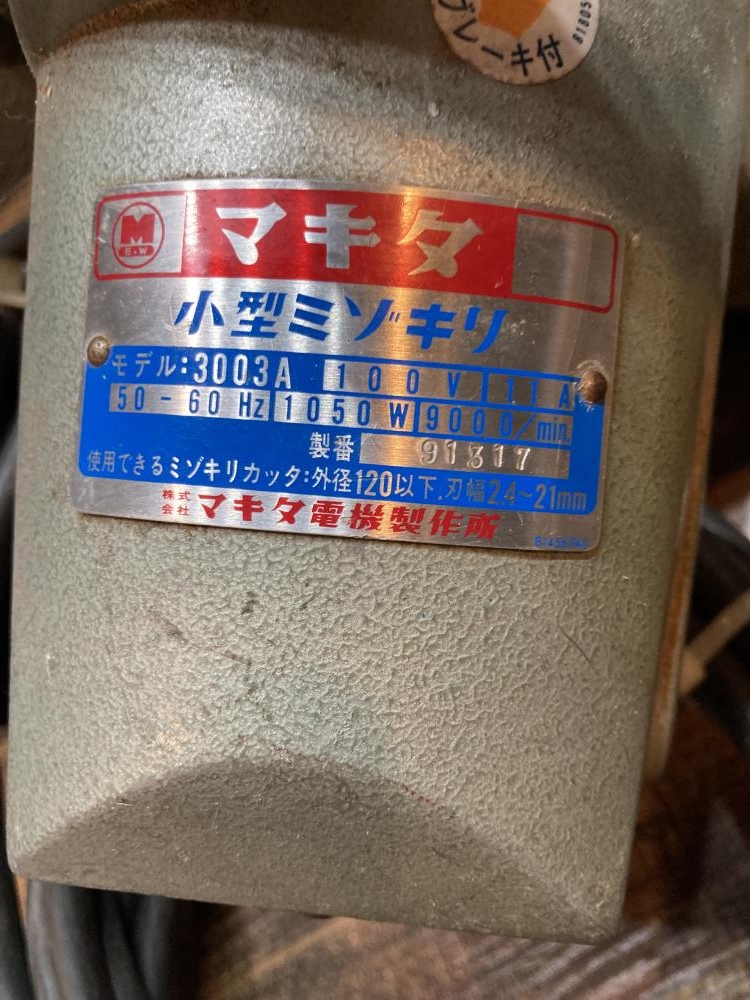 ブレーキ付
81805
M
E.W
マキタ
小型ミゾキリ
モデル:3003A 100V 11A
50-60Hz 1050W 9000/min.
製番 91317
使用できるミゾキリカッタ:外径120以下.刃幅2.4~21mm
株式会社 マキタ電機製作所